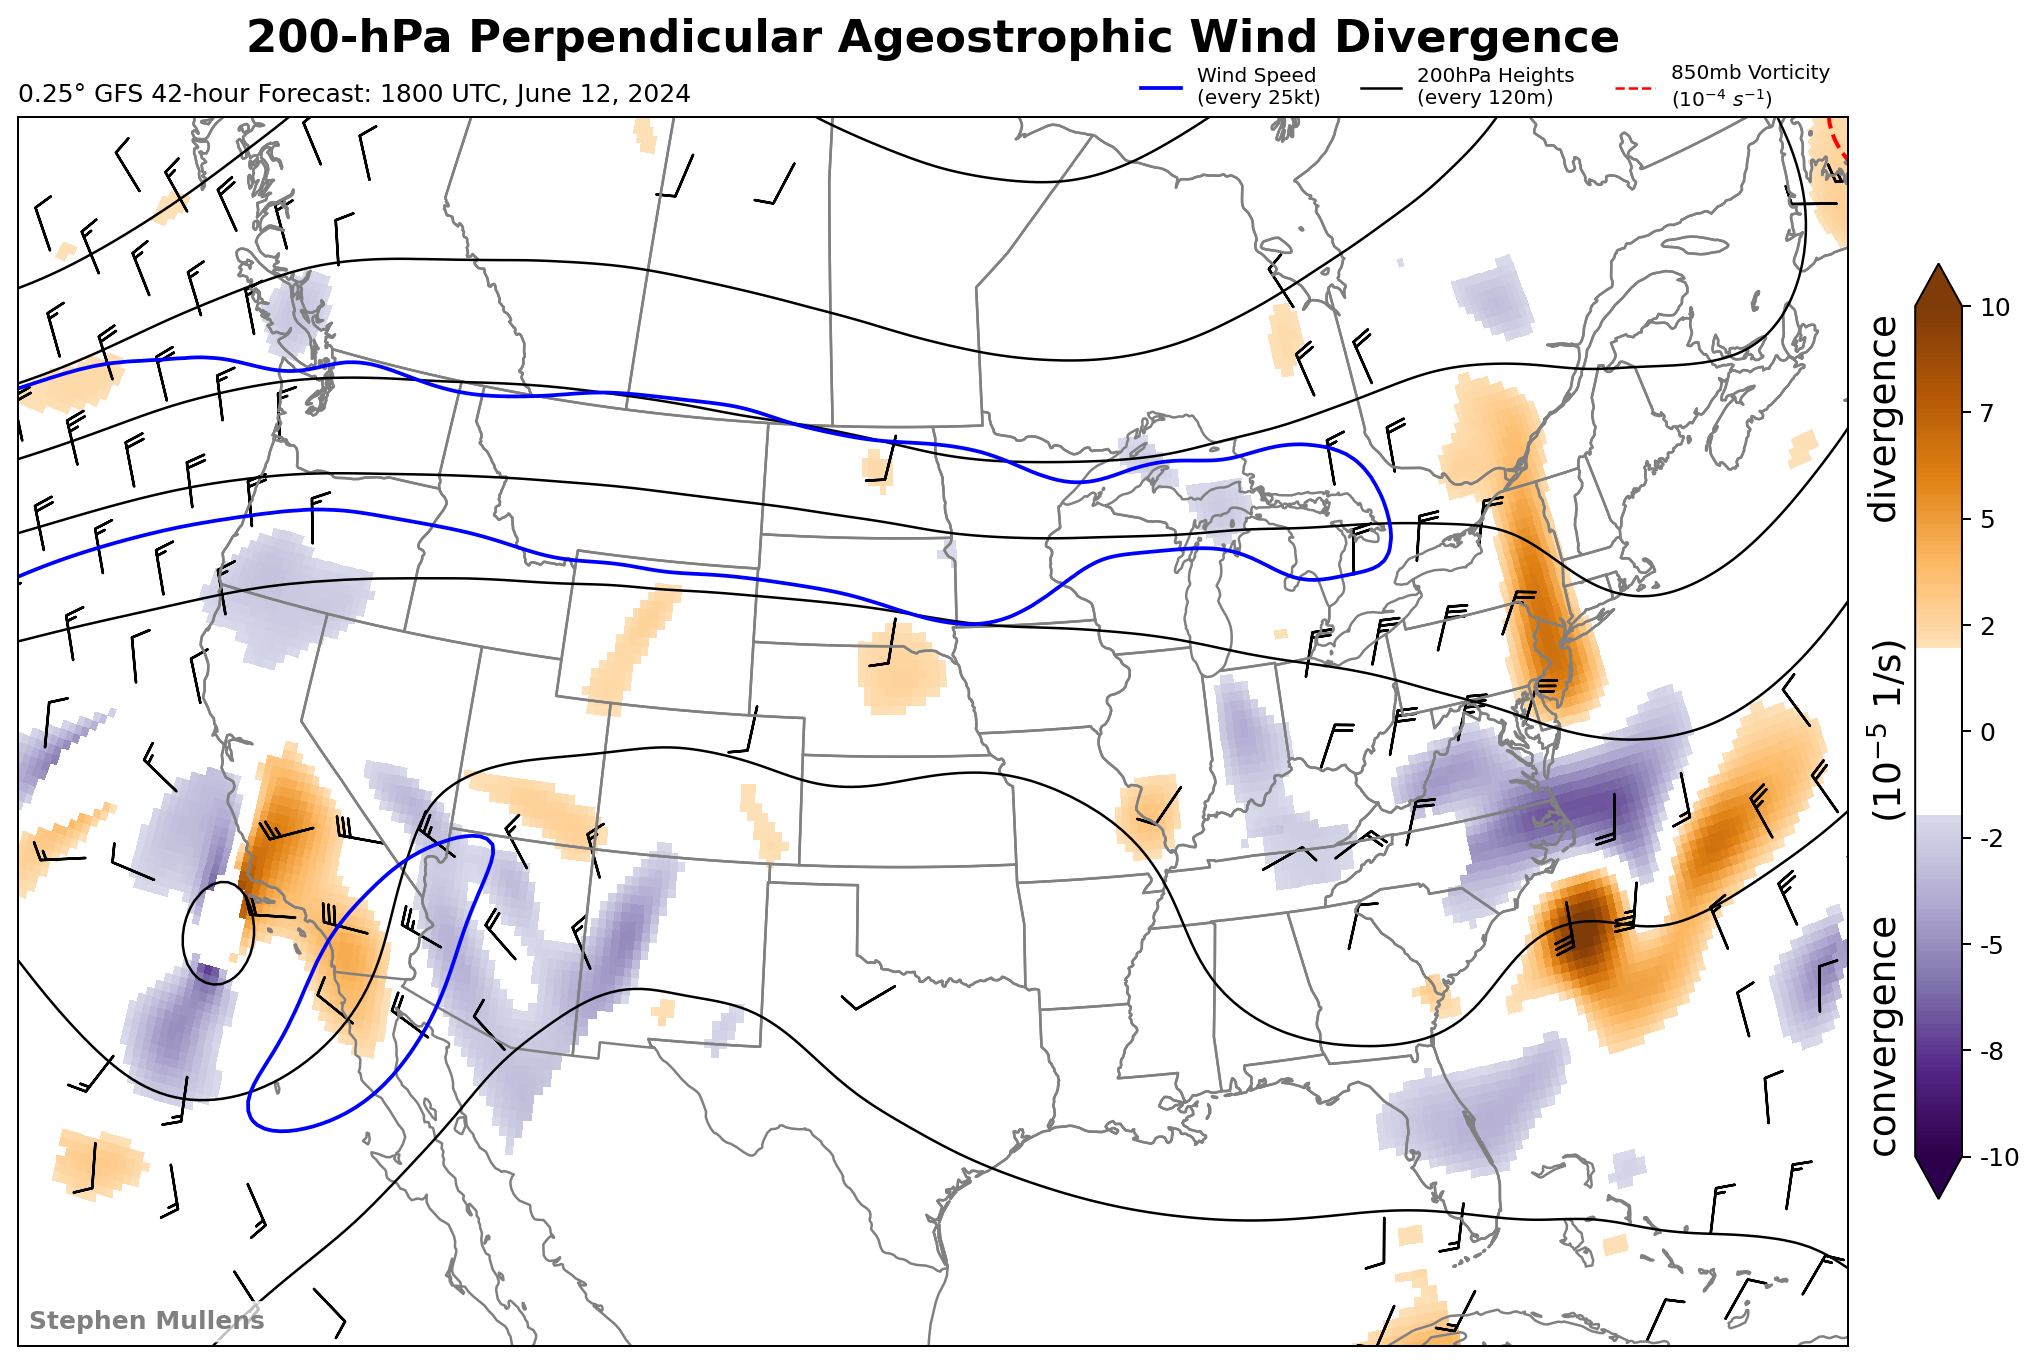 200-hPa Perpendicular Ageostrophic Wind Divergence
0.25° GFS 42-hour Forecast: 1800 UTC, June 12, 2024
Wind Speed
(every 25kt)
200hPa Heights
(every 120m)
850mb Vorticity
(10⁻⁴ s⁻¹)
10
7
5
2
0
-2
-5
-8
-10
convergence (10⁻⁵ 1/s) divergence
Stephen Mullens